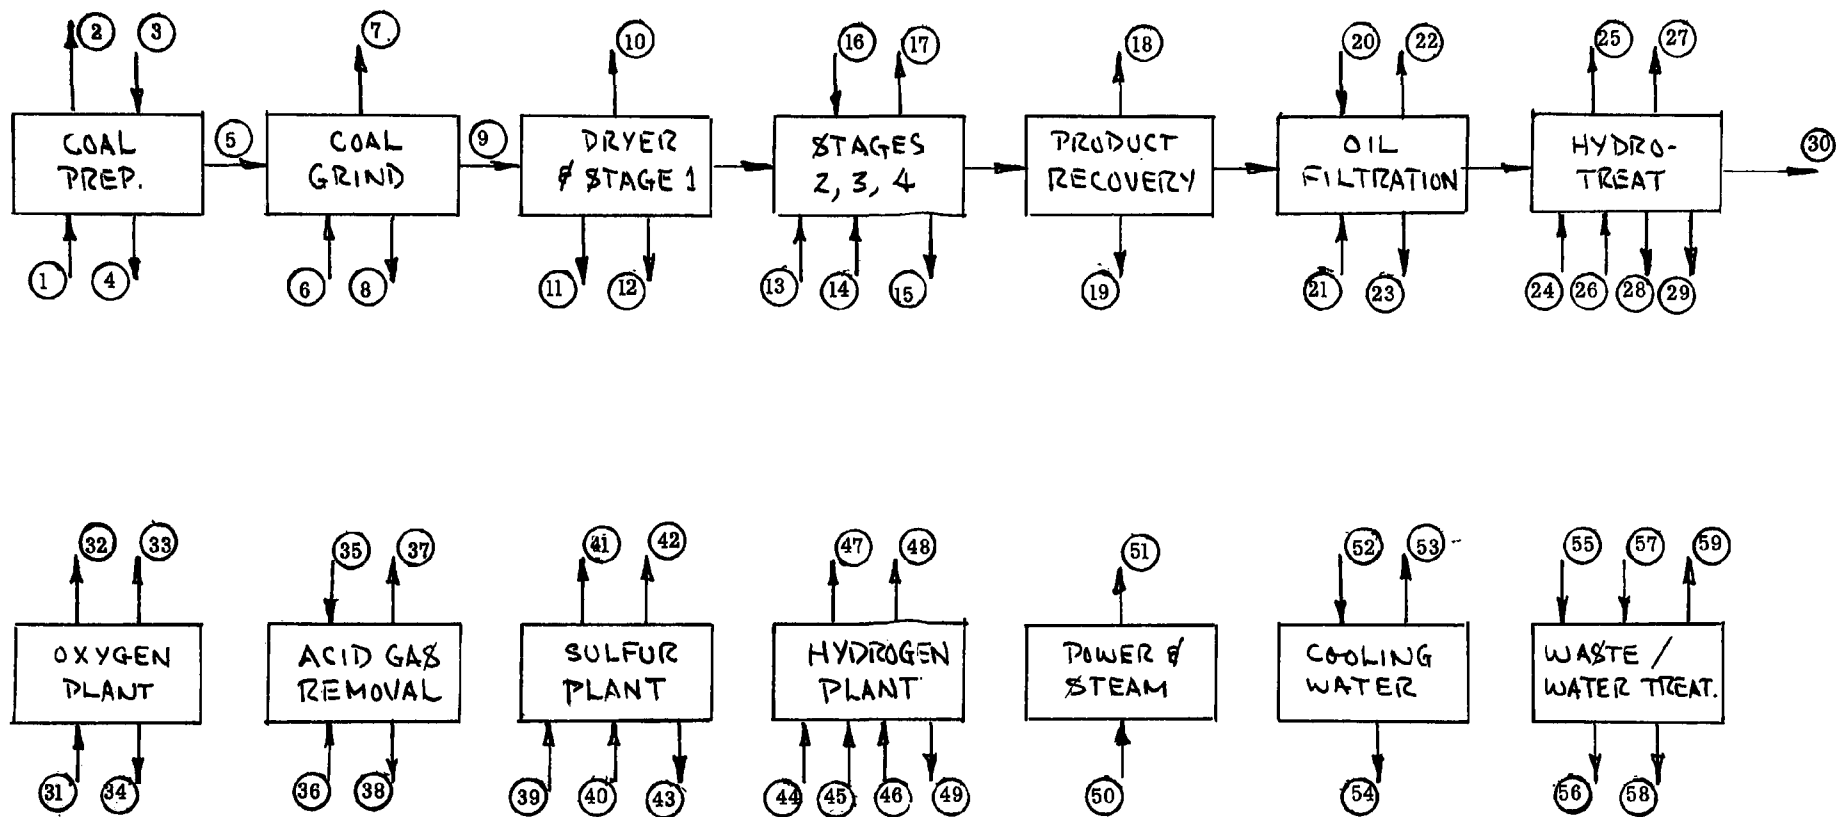 2 3 7 10 16 17 18 20 22 25 27
COAL PREP.
5
COAL GRIND
9
DRYER & STAGE 1
STAGES 2, 3, 4
PRODUCT RECOVERY
OIL FILTRATION
HYDRO-TREAT
30
1 4 6 8 11 12 13 14 15 19 21 23 24 26 28 29
32 33 35 37 41 42 47 48 51 52 53 55 57 59
OXYGEN PLANT
ACID GAS REMOVAL
SULFUR PLANT
HYDROGEN PLANT
POWER & STEAM
COOLING WATER
WASTE / WATER TREAT.
31 34 36 38 39 40 43 44 45 46 49 50 54 56 58